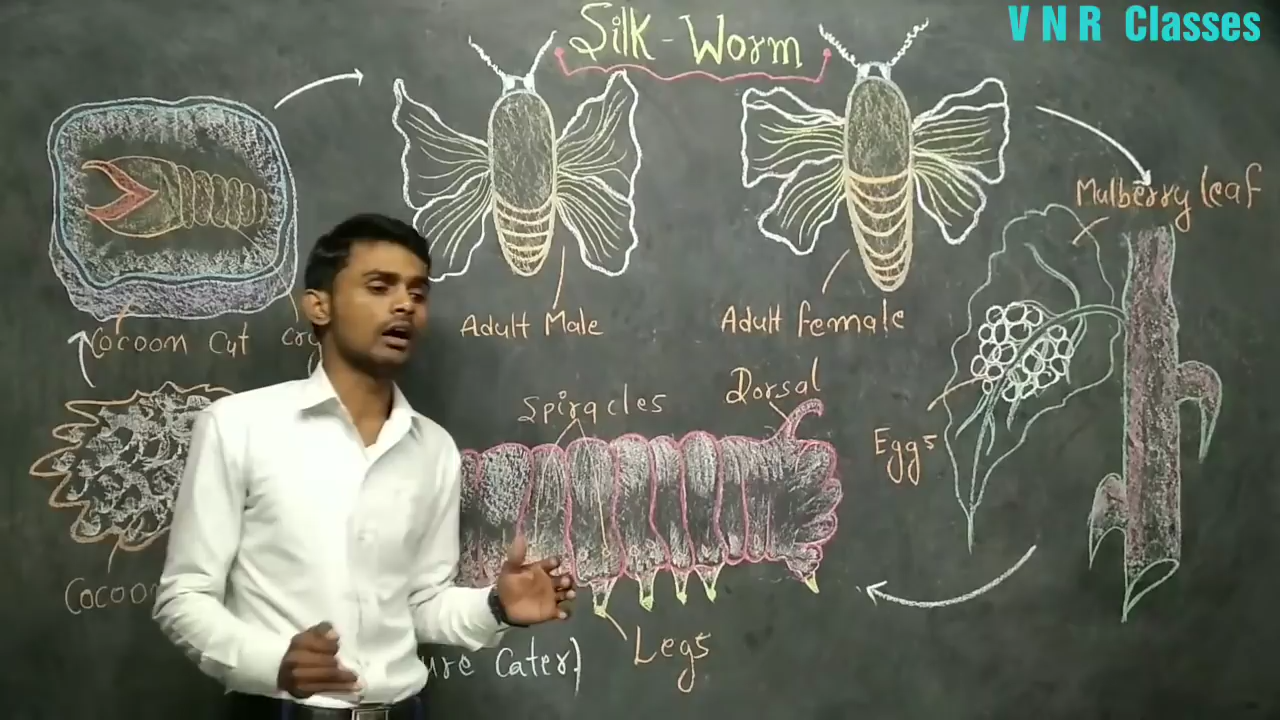 V N R Classes
Silk-Worm
Mulberry leaf
Adult Male
Adult female
Cocoon Cut
Spiracles
Dorsal
Eggs
Legs